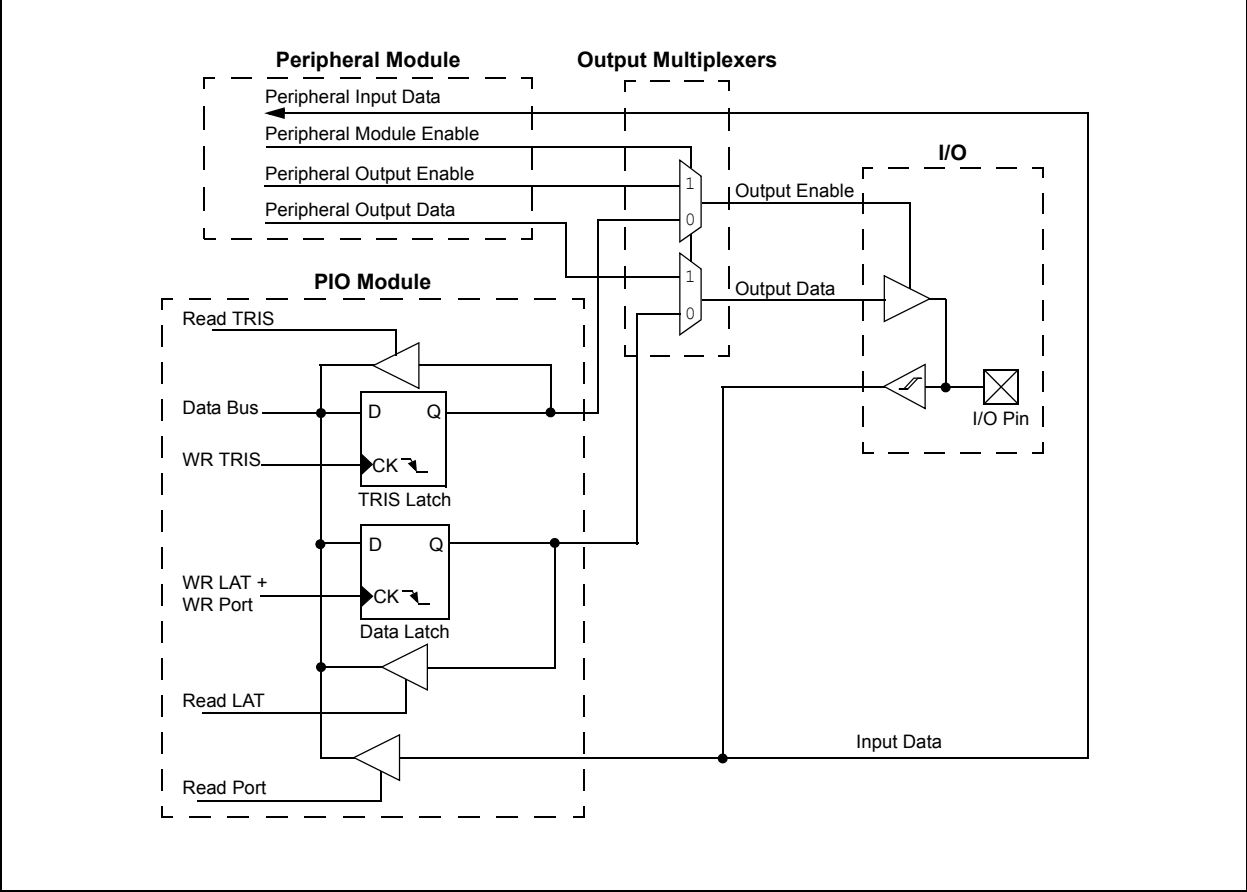 Peripheral Module
Output Multiplexers
Peripheral Input Data
Peripheral Module Enable
Peripheral Output Enable
Peripheral Output Data
1
0
Output Enable
1
0
Output Data
I/O
I/O Pin
PIO Module
Read TRIS
Data Bus
D
Q
WR TRIS
CK
TRIS Latch
D
Q
WR LAT +
WR Port
CK
Data Latch
Read LAT
Read Port
Input Data